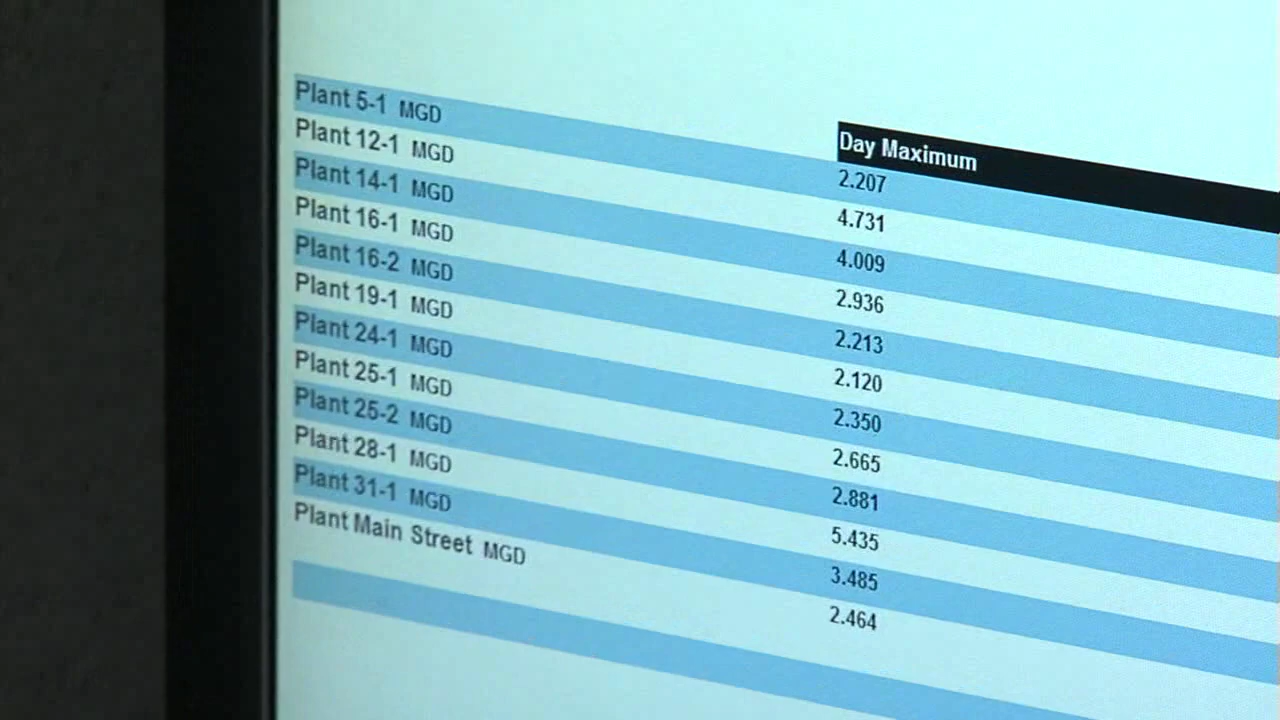 Day Maximum
Plant 5-1 MGD 2.207
Plant 12-1 MGD 4.731
Plant 14-1 MGD 4.009
Plant 16-1 MGD 2.936
Plant 16-2 MGD 2.213
Plant 19-1 MGD 2.120
Plant 24-1 MGD 2.350
Plant 25-1 MGD 2.665
Plant 25-2 MGD 2.881
Plant 28-1 MGD 5.435
Plant 31-1 MGD 3.485
Plant Main Street MGD 2.464